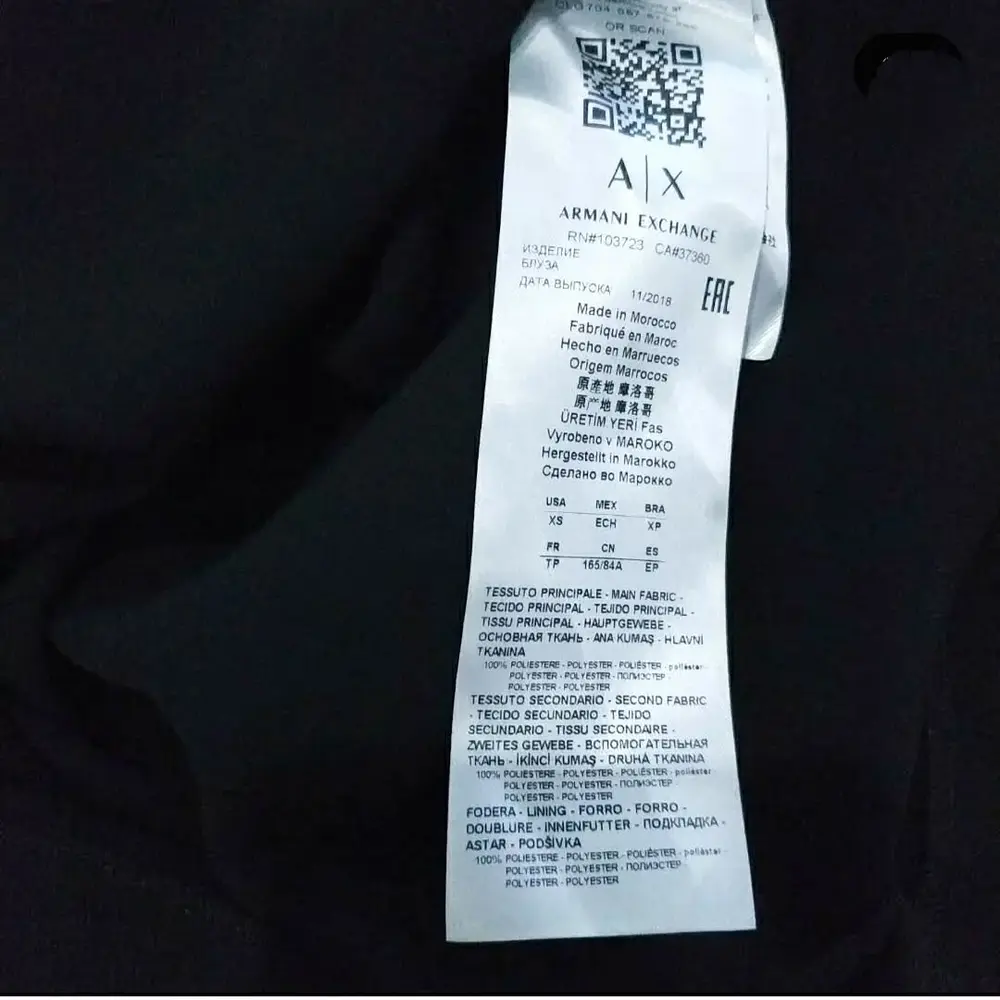 OR SCAN
A|X
ARMANI EXCHANGE
RN#103723 CA#37360
ИЗДЕЛИЕ
БЛУЗА
ДАТА ВЫПУСКА 11/2018
EAC
Made in Morocco
Fabriqué en Maroc
Hecho en Marruecos
Origem Marrocos
原產地 摩洛哥
原产地 摩洛哥
ÜRETİM YERİ Fas
Vyrobeno v MAROKO
Hergestellt in Marokko
Сделано во Марокко
USA MEX BRA
XS ECH XP
FR CN ES
TP 165/84A EP
TESSUTO PRINCIPALE - MAIN FABRIC -
TECIDO PRINCIPAL - TEJIDO PRINCIPAL -
TISSU PRINCIPAL - HAUPTGEWEBE -
ОСНОВНАЯ ТКАНЬ - ANA KUMAŞ - HLAVNÍ
TKANINA
100% POLIESTERE - POLYESTER - POLIÉSTER - poliéster -
POLYESTER - POLYESTER - ПОЛИЭСТЕР -
POLYESTER - POLYESTER
TESSUTO SECONDARIO - SECOND FABRIC
- TECIDO SECUNDARIO - TEJIDO
SECUNDARIO - TISSU SECONDAIRE -
ZWEITES GEWEBE - ВСПОМОГАТЕЛЬНАЯ
ТКАНЬ - İKİNCİ KUMAŞ - DRUHÁ TKANINA
100% POLIESTERE - POLYESTER - POLIÉSTER - poliéster -
POLYESTER - POLYESTER - ПОЛИЭСТЕР -
POLYESTER - POLYESTER
FODERA - LINING - FORRO - FORRO -
DOUBLURE - INNENFUTTER - ПОДКЛАДКА -
ASTAR - PODŠÍVKA
100% POLIESTERE - POLYESTER - POLIÉSTER - poliéster -
POLYESTER - POLYESTER - ПОЛИЭСТЕР -
POLYESTER - POLYESTER